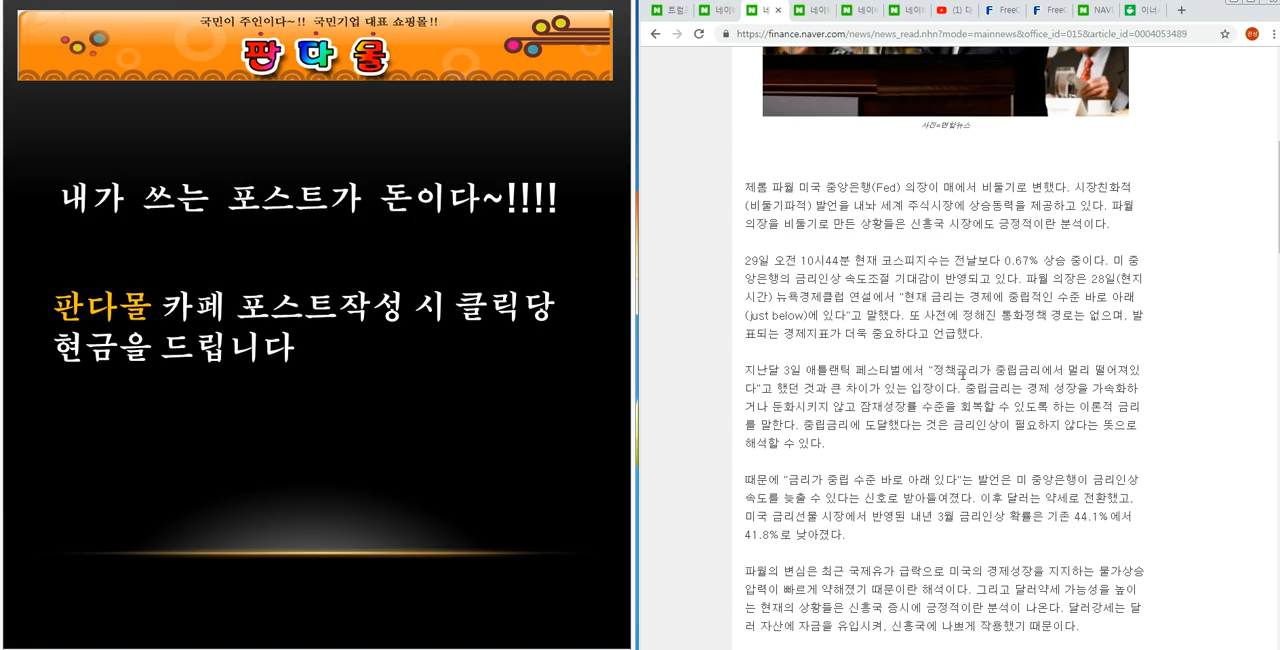 국민이 주인이다~!! 국민기업 대표 쇼핑몰!!
판다몰
내가 쓰는 포스트가 돈이다~!!!!
판다몰 카페 포스트작성 시 클릭당
현금을 드립니다
트럼
네이
네
네이
네이
네이
(1) 다
Free
Free
NAV
이너
https://finance.naver.com/news/news_read.nhn?mode=mainnews&office_id=015&article_id=0004053489
사진=연합뉴스
제롬 파월 미국 중앙은행(Fed) 의장이 매에서 비둘기로 변했다. 시장친화적
(비둘기파적) 발언을 내놔 세계 주식시장에 상승동력을 제공하고 있다. 파월
의장을 비둘기로 만든 상황들은 신흥국 시장에도 긍정적이란 분석이다.
29일 오전 10시44분 현재 코스피지수는 전날보다 0.67% 상승 중이다. 미 중
앙은행의 금리인상 속도조절 기대감이 반영되고 있다. 파월 의장은 28일(현지
시간) 뉴욕경제클럽 연설에서 "현재 금리는 경제에 중립적인 수준 바로 아래
(just below)에 있다"고 말했다. 또 사전에 정해진 통화정책 경로는 없으며, 발
표되는 경제지표가 더욱 중요하다고 언급했다.
지난달 3일 애틀랜틱 페스티벌에서 "정책금리가 중립금리에서 멀리 떨어져있
다"고 했던 것과 큰 차이가 있는 입장이다. 중립금리는 경제 성장을 가속화하
거나 둔화시키지 않고 잠재성장률 수준을 회복할 수 있도록 하는 이론적 금리
를 말한다. 중립금리에 도달했다는 것은 금리인상이 필요하지 않다는 뜻으로
해석할 수 있다.
때문에 "금리가 중립 수준 바로 아래 있다"는 발언은 미 중앙은행이 금리인상
속도를 늦출 수 있다는 신호로 받아들여졌다. 이후 달러는 약세로 전환했고,
미국 금리선물 시장에서 반영된 내년 3월 금리인상 확률은 기존 44.1%에서
41.8%로 낮아졌다.
파월의 변심은 최근 국제유가 급락으로 미국의 경제성장을 지지하는 물가상승
압력이 빠르게 약해졌기 때문이란 해석이다. 그리고 달러약세 가능성을 높이
는 현재의 상황들은 신흥국 증시에 긍정적이란 분석이 나온다. 달러강세는 달
러 자산에 자금을 유입시켜, 신흥국에 나쁘게 작용했기 때문이다.